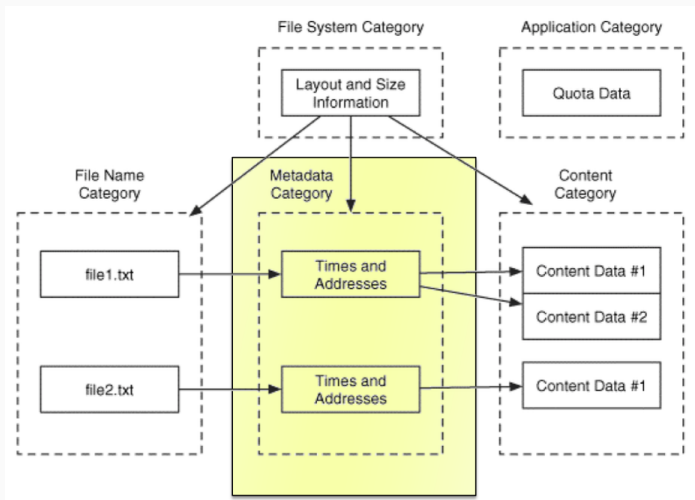 File System Category
Application Category
Layout and Size
Information
Quota Data
File Name
Category
Metadata
Category
Content
Category
file1.txt
Times and
Addresses
Content Data #1
Content Data #2
file2.txt
Times and
Addresses
Content Data #1